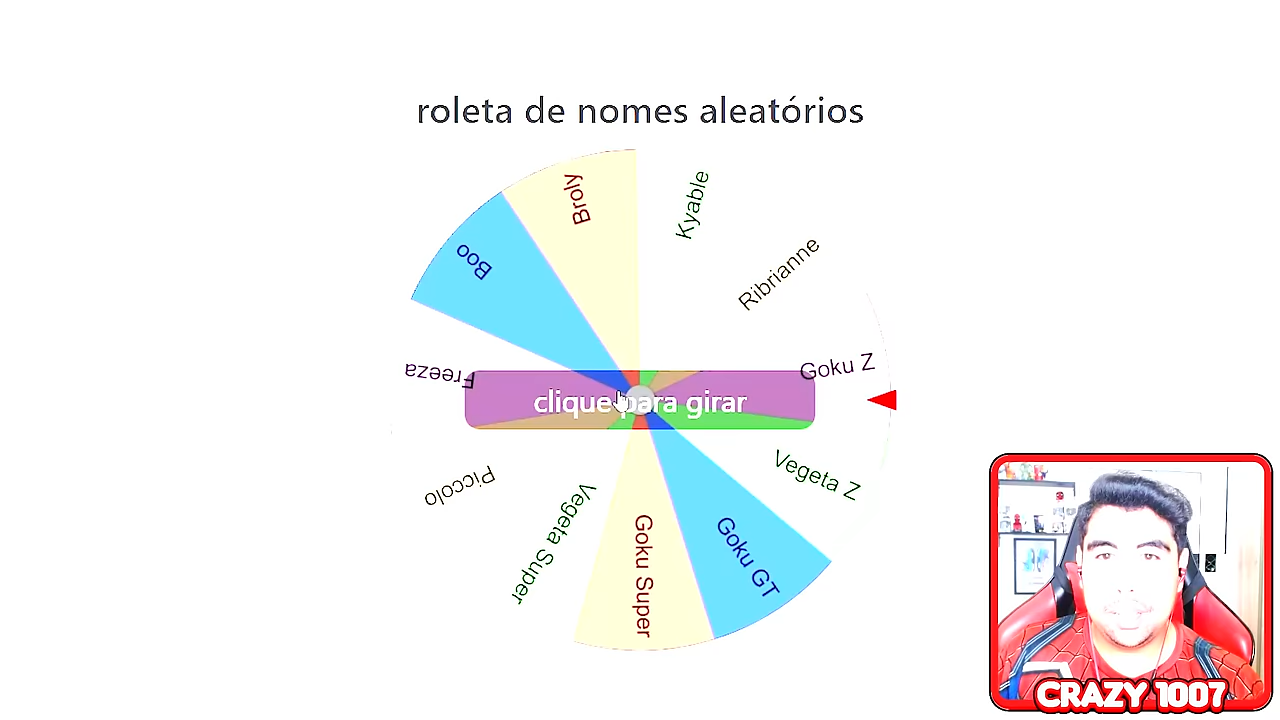 roleta de nomes aleatórios
Broly
Kyable
Boo
Ribrianne
Freeza
Goku Z
clique para girar
Piccolo
Vegeta Z
Vegeta Super
Goku Super
Goku GT
CRAZY 1007